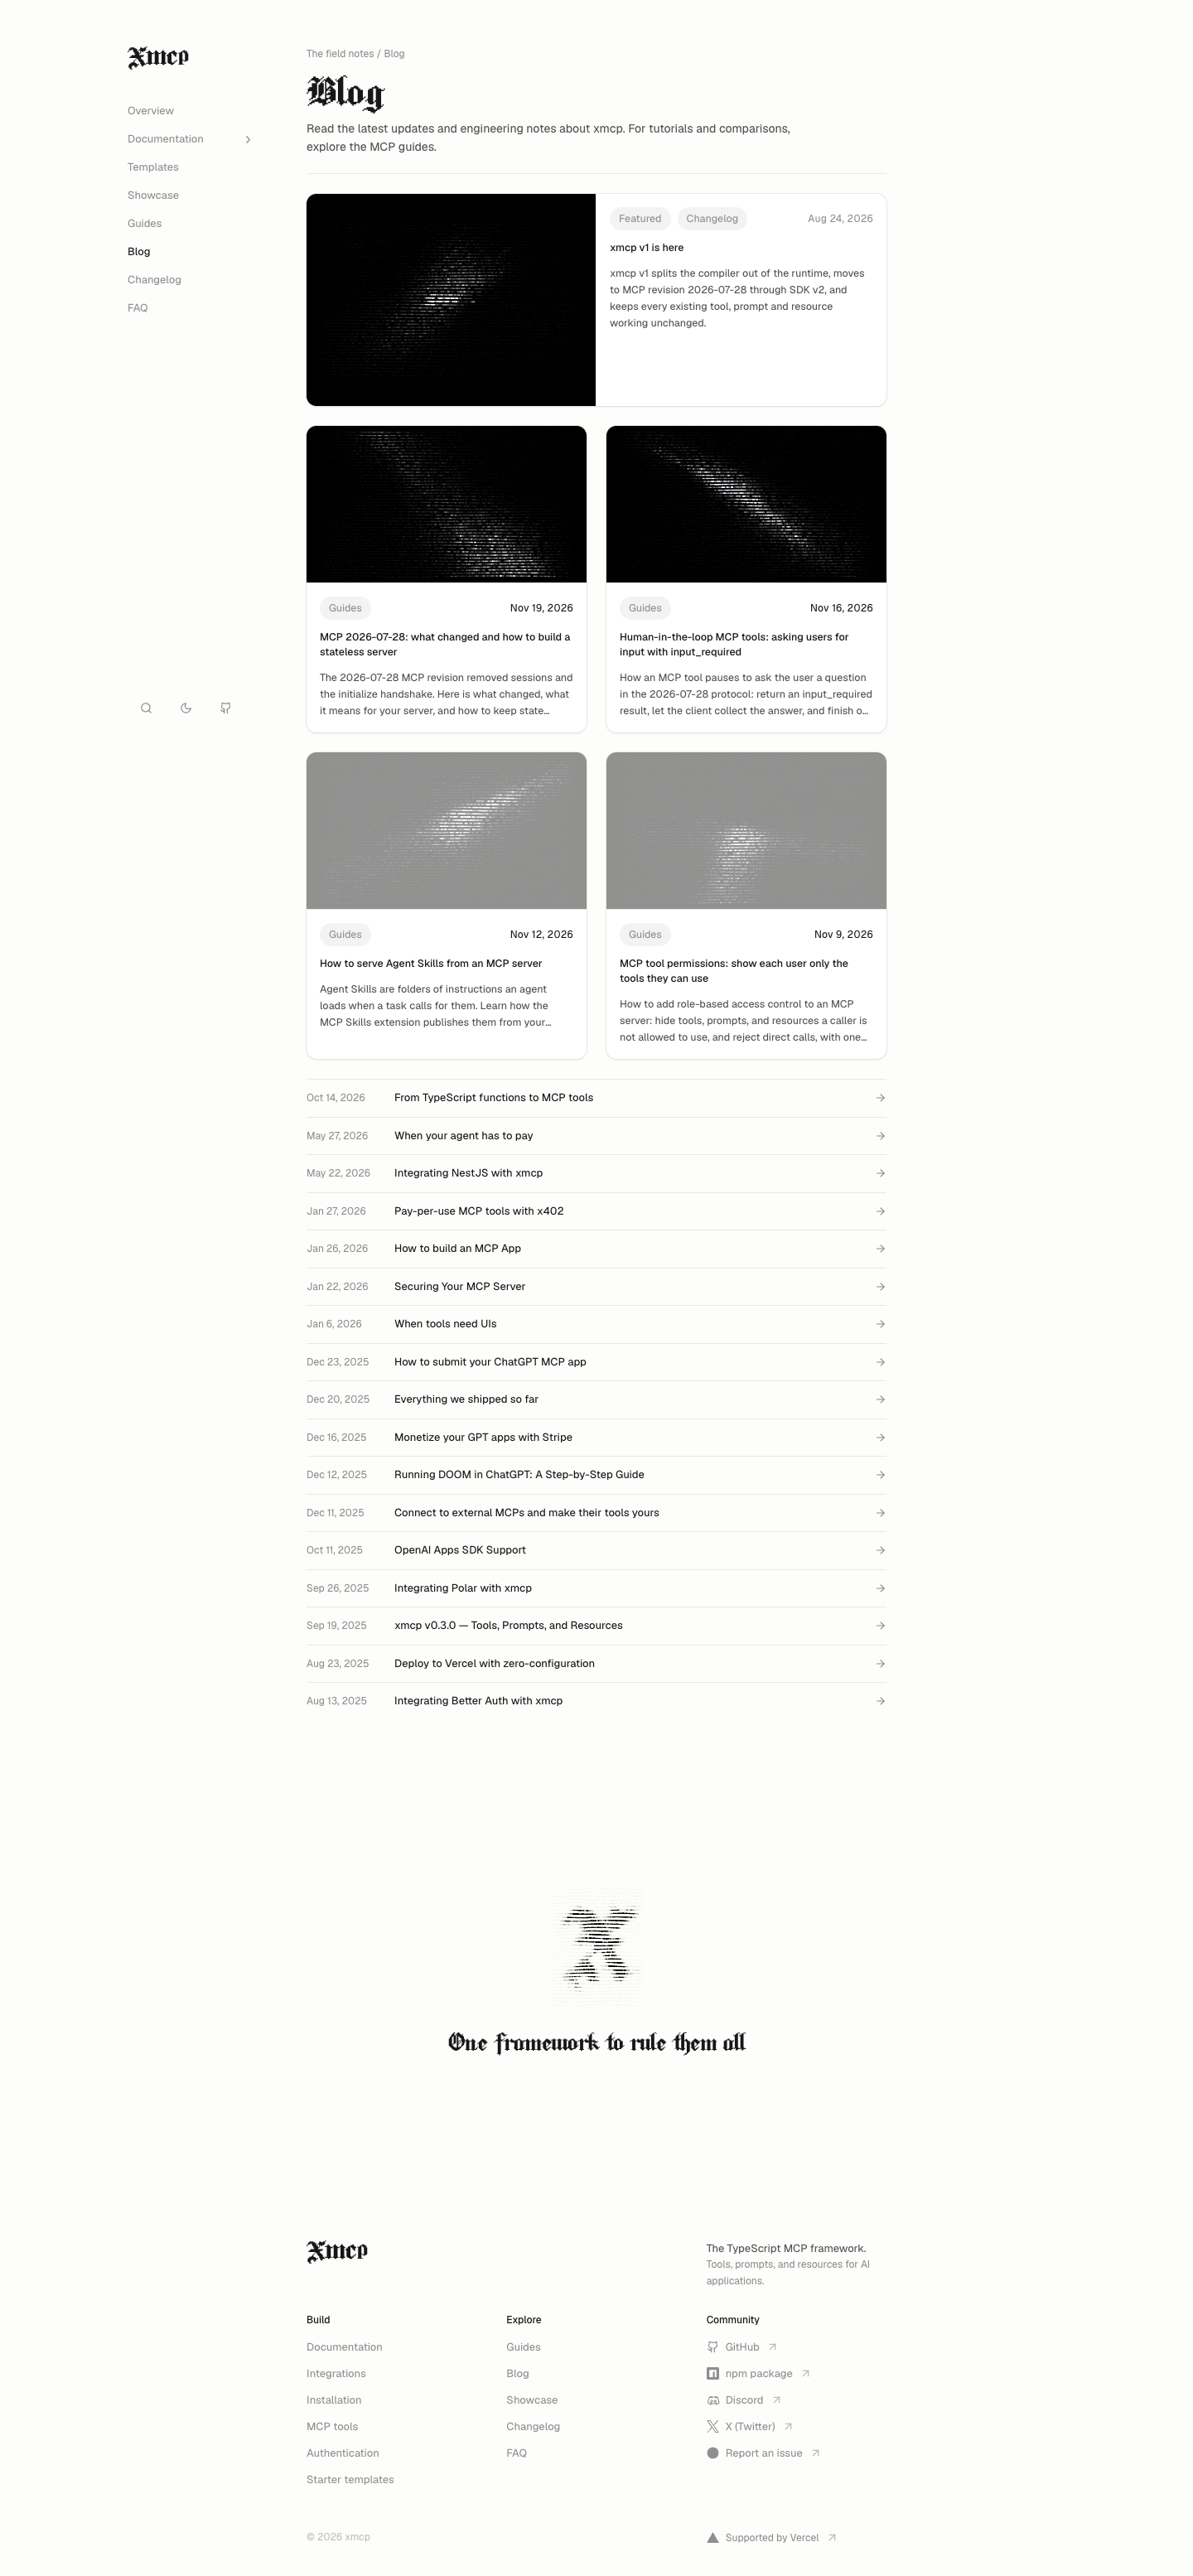 Xmcp
Overview
Documentation
Templates
Showcase
Guides
Blog
Changelog
FAQ
The field notes / Blog
Blog
Read the latest updates and engineering notes about xmcp. For tutorials and comparisons,
explore the MCP guides.
Featured
Changelog
Aug 24, 2026
xmcp v1 is here
xmcp v1 splits the compiler out of the runtime, moves
to MCP revision 2026-07-28 through SDK v2, and
keeps every existing tool, prompt and resource
working unchanged.
Guides
Nov 19, 2026
MCP 2026-07-28: what changed and how to build a
stateless server
The 2026-07-28 MCP revision removed sessions and
the initialize handshake. Here is what changed, what
it means for your server, and how to keep state…
Guides
Nov 16, 2026
Human-in-the-loop MCP tools: asking users for
input with input_required
How an MCP tool pauses to ask the user a question
in the 2026-07-28 protocol: return an input_required
result, let the client collect the answer, and finish o…
Guides
Nov 12, 2026
How to serve Agent Skills from an MCP server
Agent Skills are folders of instructions an agent
loads when a task calls for them. Learn how the
MCP Skills extension publishes them from your…
Guides
Nov 9, 2026
MCP tool permissions: show each user only the
tools they can use
How to add role-based access control to an MCP
server: hide tools, prompts, and resources a caller is
not allowed to use, and reject direct calls, with one…
Oct 14, 2026 From TypeScript functions to MCP tools
May 27, 2026 When your agent has to pay
May 22, 2026 Integrating NestJS with xmcp
Jan 27, 2026 Pay-per-use MCP tools with x402
Jan 26, 2026 How to build an MCP App
Jan 22, 2026 Securing Your MCP Server
Jan 6, 2026 When tools need UIs
Dec 23, 2025 How to submit your ChatGPT MCP app
Dec 20, 2025 Everything we shipped so far
Dec 16, 2025 Monetize your GPT apps with Stripe
Dec 12, 2025 Running DOOM in ChatGPT: A Step-by-Step Guide
Dec 11, 2025 Connect to external MCPs and make their tools yours
Oct 11, 2025 OpenAI Apps SDK Support
Sep 26, 2025 Integrating Polar with xmcp
Sep 19, 2025 xmcp v0.3.0 — Tools, Prompts, and Resources
Aug 23, 2025 Deploy to Vercel with zero-configuration
Aug 13, 2025 Integrating Better Auth with xmcp
X
One framework to rule them all
Xmcp
The TypeScript MCP framework.
Tools, prompts, and resources for AI
applications.
Build
Documentation
Integrations
Installation
MCP tools
Authentication
Starter templates
Explore
Guides
Blog
Showcase
Changelog
FAQ
Community
GitHub
npm package
Discord
X (Twitter)
Report an issue
© 2026 xmcp
Supported by Vercel